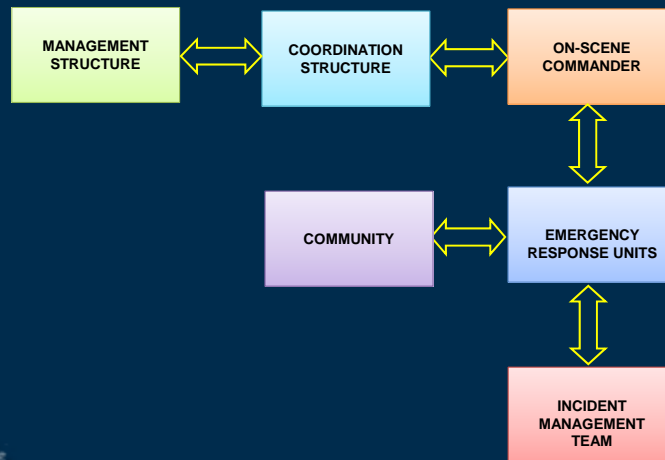 MANAGEMENT
STRUCTURE
COORDINATION
STRUCTURE
ON-SCENE
COMMANDER
COMMUNITY
EMERGENCY
RESPONSE UNITS
INCIDENT
MANAGEMENT
TEAM